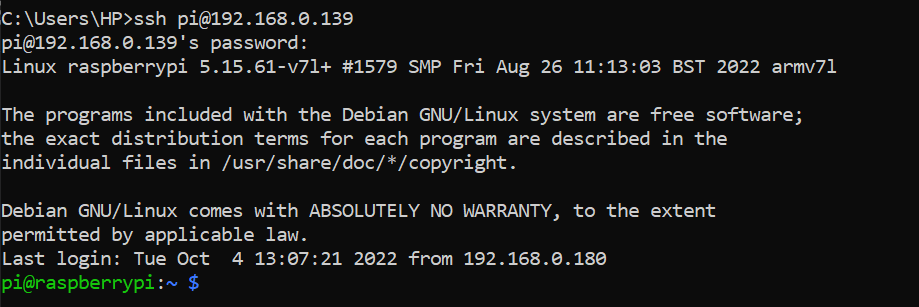 C:\Users\HP>ssh pi@192.168.0.139
pi@192.168.0.139's password:
Linux raspberrypi 5.15.61-v7l+ #1579 SMP Fri Aug 26 11:13:03 BST 2022 armv7l

The programs included with the Debian GNU/Linux system are free software;
the exact distribution terms for each program are described in the
individual files in /usr/share/doc/*/copyright.

Debian GNU/Linux comes with ABSOLUTELY NO WARRANTY, to the extent
permitted by applicable law.
Last login: Tue Oct  4 13:07:21 2022 from 192.168.0.180
pi@raspberrypi:~ $